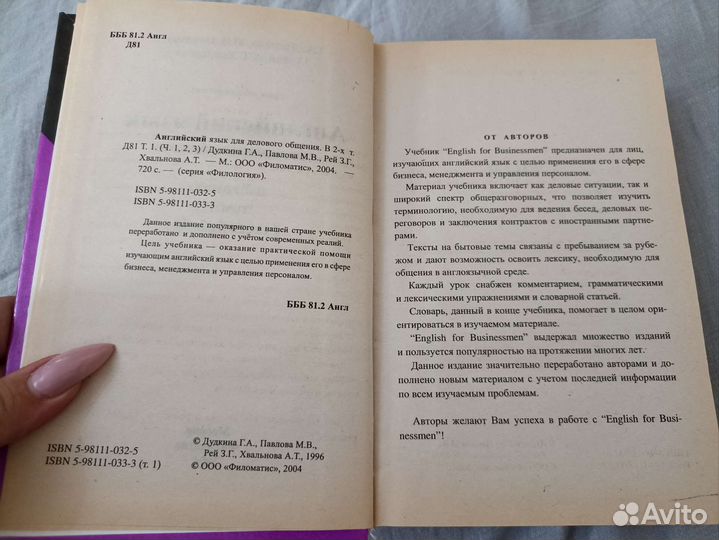 БББ 81.2 Англ
Д81
Английский язык для делового общения. В 2-х т.
Д81 Т. 1. (Ч. 1, 2, 3) / Дудкина Г.А., Павлова М.В., Рей З.Г.,
Хвальнова А.Т. — М.: ООО «Филоматис», 2004. —
720 с. — (серия «Филология»).
ISBN 5-98111-032-5
ISBN 5-98111-033-3
Данное издание популярного в нашей стране учебника
переработано и дополнено с учётом современных реалий.
Цель учебника — оказание практической помощи
изучающим английский язык с целью применения его в сфере
бизнеса, менеджмента и управления персоналом.
БББ 81.2 Англ
ISBN 5-98111-032-5
ISBN 5-98111-033-3 (т. 1)
© Дудкина Г.А., Павлова М.В.,
Рей З.Г., Хвальнова А.Т., 1996
© ООО «Филоматис», 2004
ОТ АВТОРОВ
Учебник “English for Businessmen” предназначен для лиц,
изучающих английский язык с целью применения его в сфере
бизнеса, менеджмента и управления персоналом.
Материал учебника включает как деловые ситуации, так и
широкий спектр общеразговорных, что позволяет изучить
терминологию, необходимую для ведения бесед, деловых пе-
реговоров и заключения контрактов с иностранными партне-
рами.
Тексты на бытовые темы связаны с пребыванием за рубе-
жом и дают возможность освоить лексику, необходимую для
общения в англоязычной среде.
Каждый урок снабжен комментарием, грамматическими
и лексическими упражнениями и словарной статьей.
Словарь, данный в конце учебника, помогает в целом ори-
ентироваться в изучаемом материале.
“English for Businessmen” выдержал множество изданий
и пользуется популярностью на протяжении многих лет.
Данное издание значительно переработано авторами и до-
полнено новым материалом с учетом последней информации
по всем изучаемым проблемам.
Авторы желают Вам успеха в работе с “English for Busi-
nessmen”!
Avito